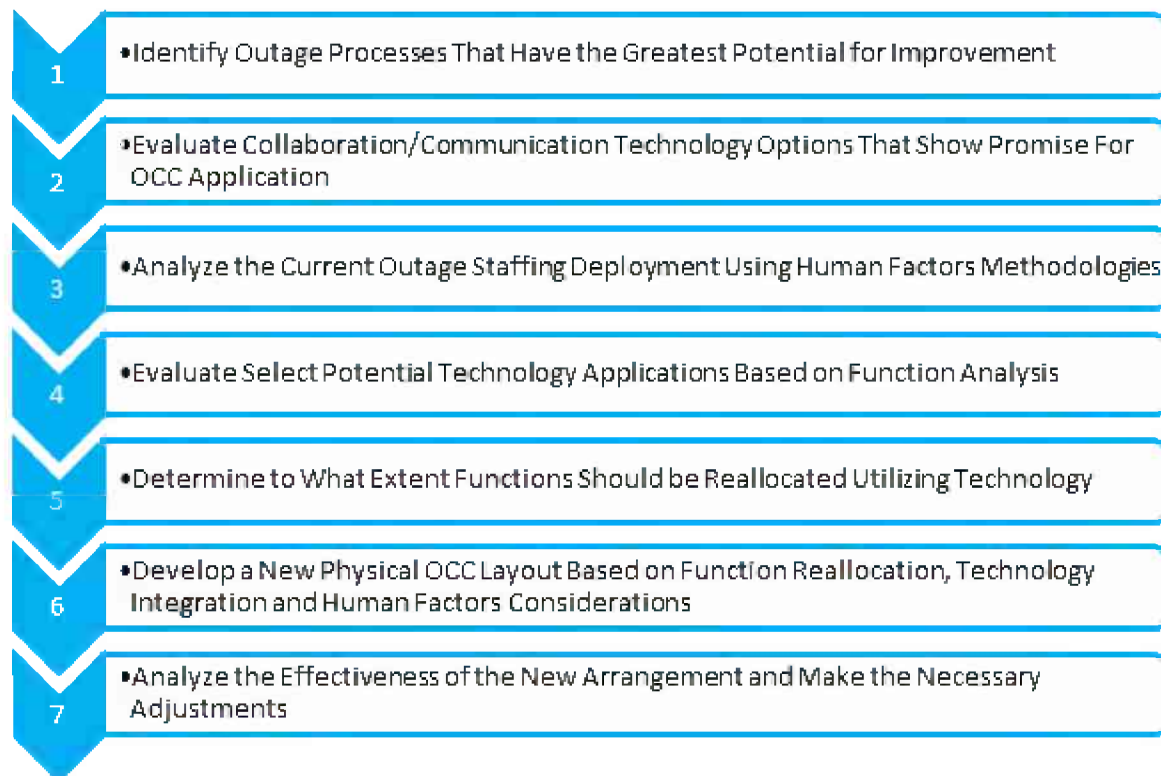 1
•Identify Outage Processes That Have the Greatest Potential for Improvement
2
•Evaluate Collaboration/Communication Technology Options That Show Promise For
OCC Application
3
•Analyze the Current Outage Staffing Deployment Using Human Factors Methodologies
4
•Evaluate Select Potential Technology Applications Based on Function Analysis
5
•Determine to What Extent Functions Should be Reallocated Utilizing Technology
6
•Develop a New Physical OCC Layout Based on Function Reallocation, Technology
Integration and Human Factors Considerations
7
•Analyze the Effectiveness of the New Arrangement and Make the Necessary
Adjustments